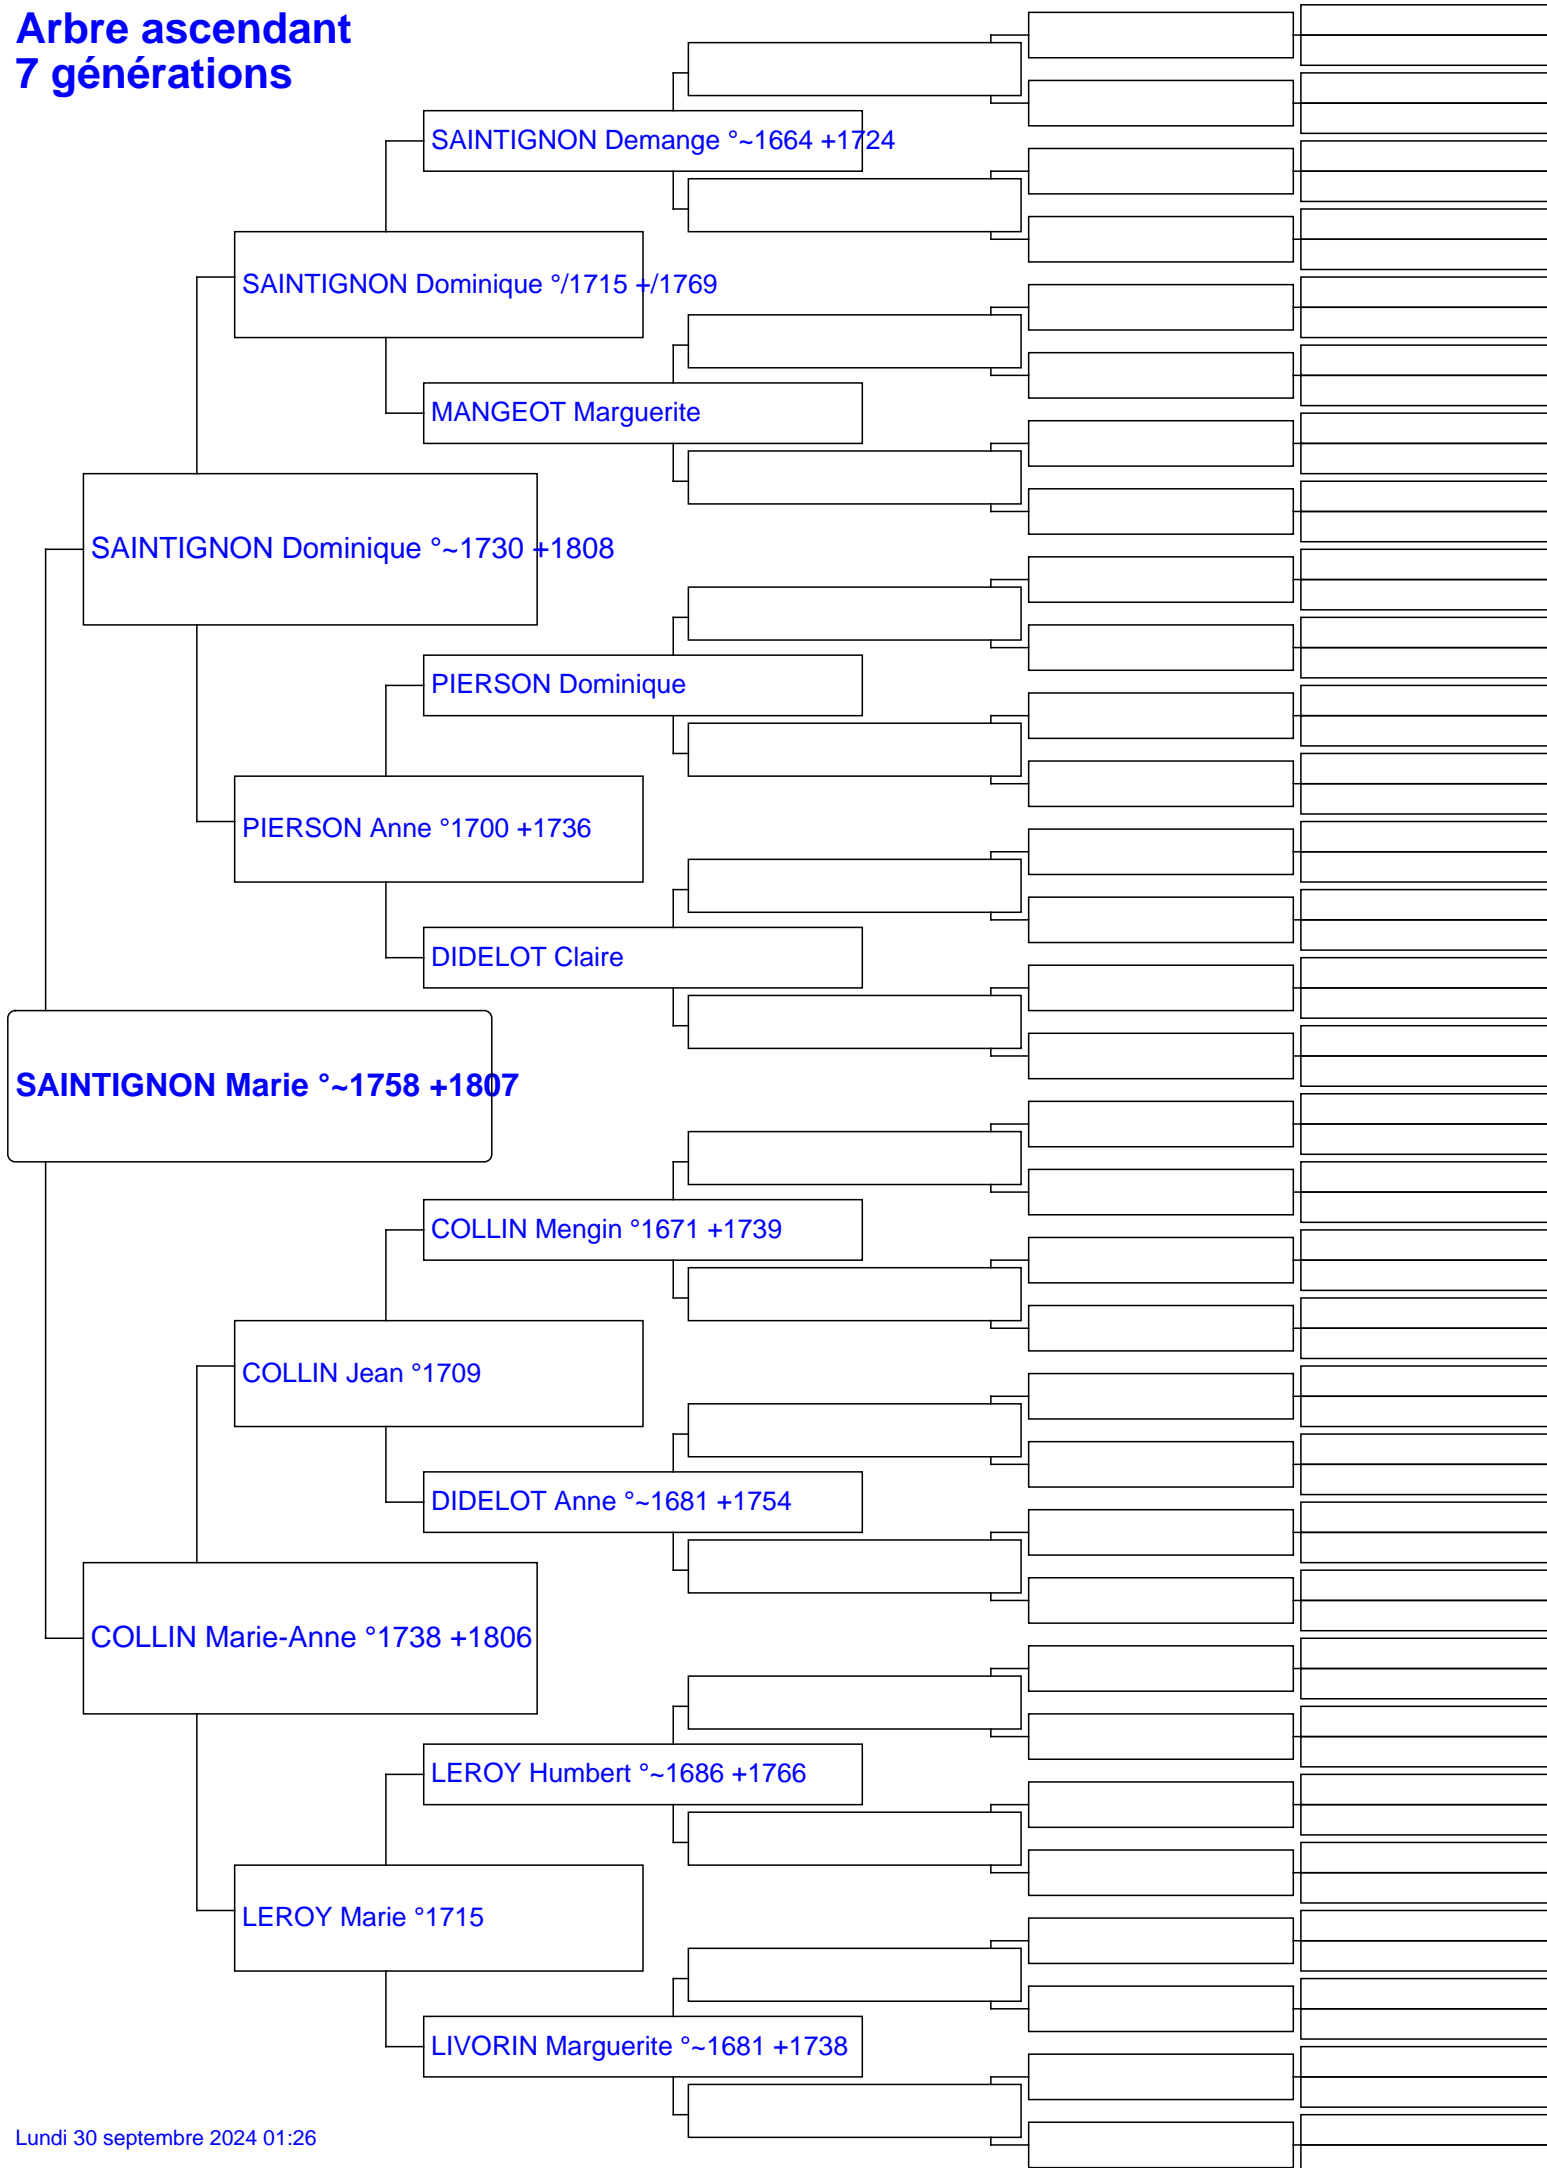 Arbre ascendant
7 générations
SAINTIGNON Demange °~1664 +1724
SAINTIGNON Dominique °/1715 +/1769
MANGEOT Marguerite
SAINTIGNON Dominique °~1730 +1808
PIERSON Dominique
PIERSON Anne °1700 +1736
DIDELOT Claire
SAINTIGNON Marie °~1758 +1807
COLLIN Mengin °1671 +1739
COLLIN Jean °1709
DIDELOT Anne °~1681 +1754
COLLIN Marie-Anne °1738 +1806
LEROY Humbert °~1686 +1766
LEROY Marie °1715
LIVORIN Marguerite °~1681 +1738
Lundi 30 septembre 2024 01:26